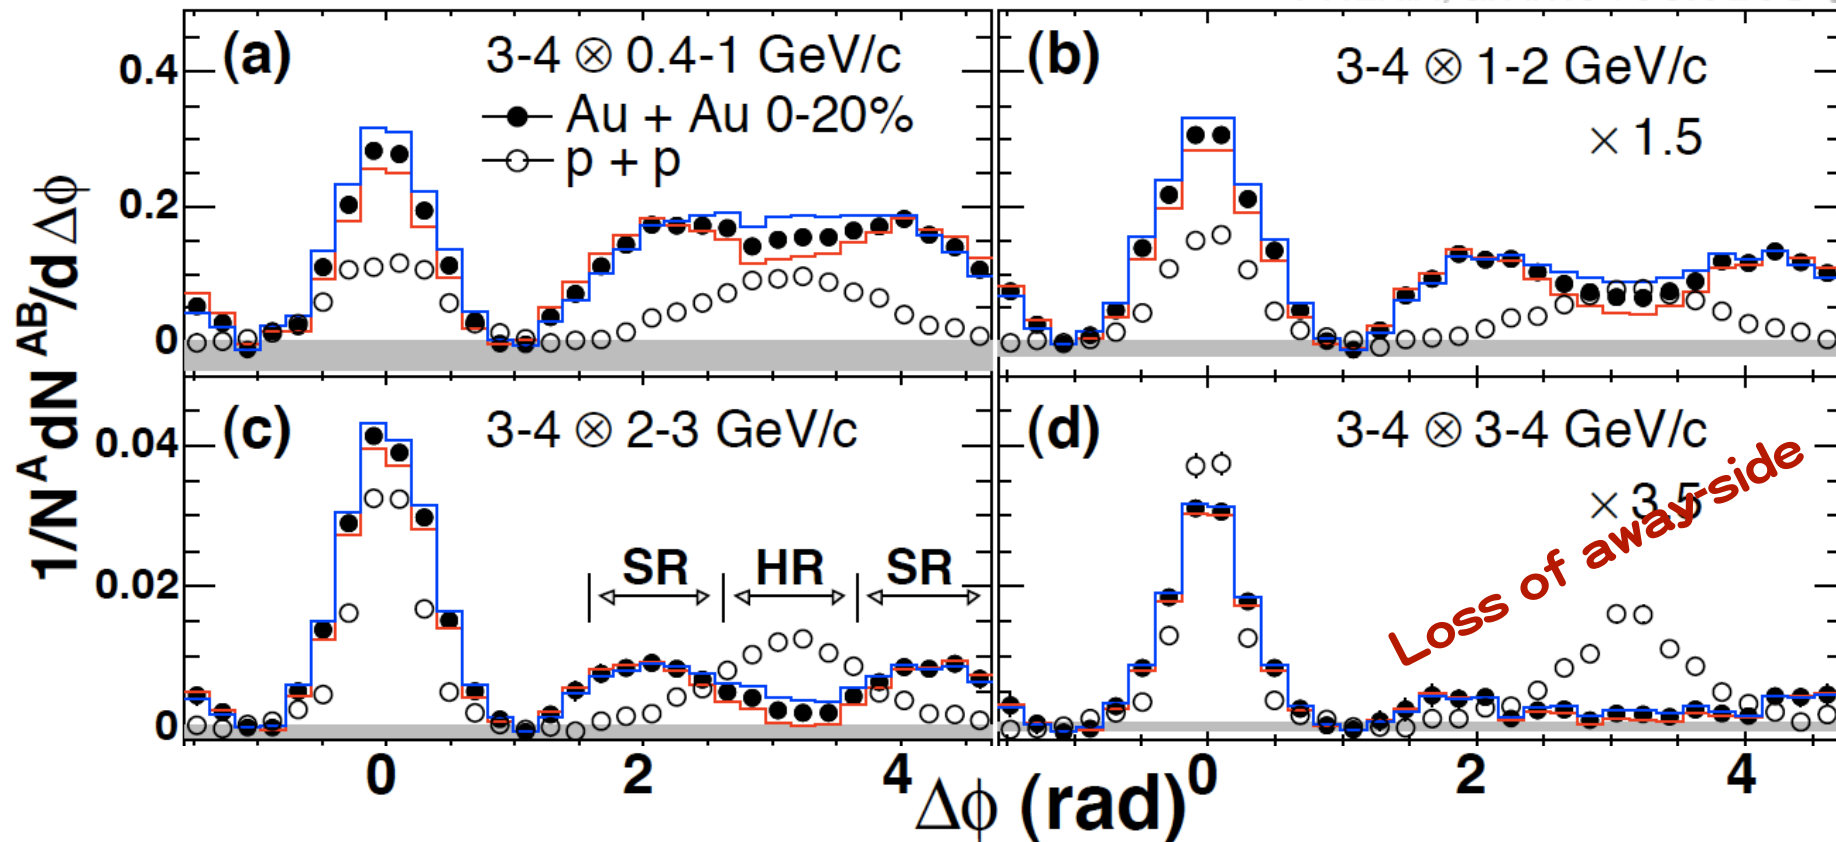 1/N^A dN^AB/d Δϕ
(a) 3-4 ⊗ 0.4-1 GeV/c
Au + Au 0-20%
p + p
(b) 3-4 ⊗ 1-2 GeV/c
× 1.5
0.4
0.2
0
(c) 3-4 ⊗ 2-3 GeV/c
SR HR SR
(d) 3-4 ⊗ 3-4 GeV/c
× 3.5
Loss of away-side
0.04
0.02
0
0 2 4 0 2 4
Δϕ (rad)